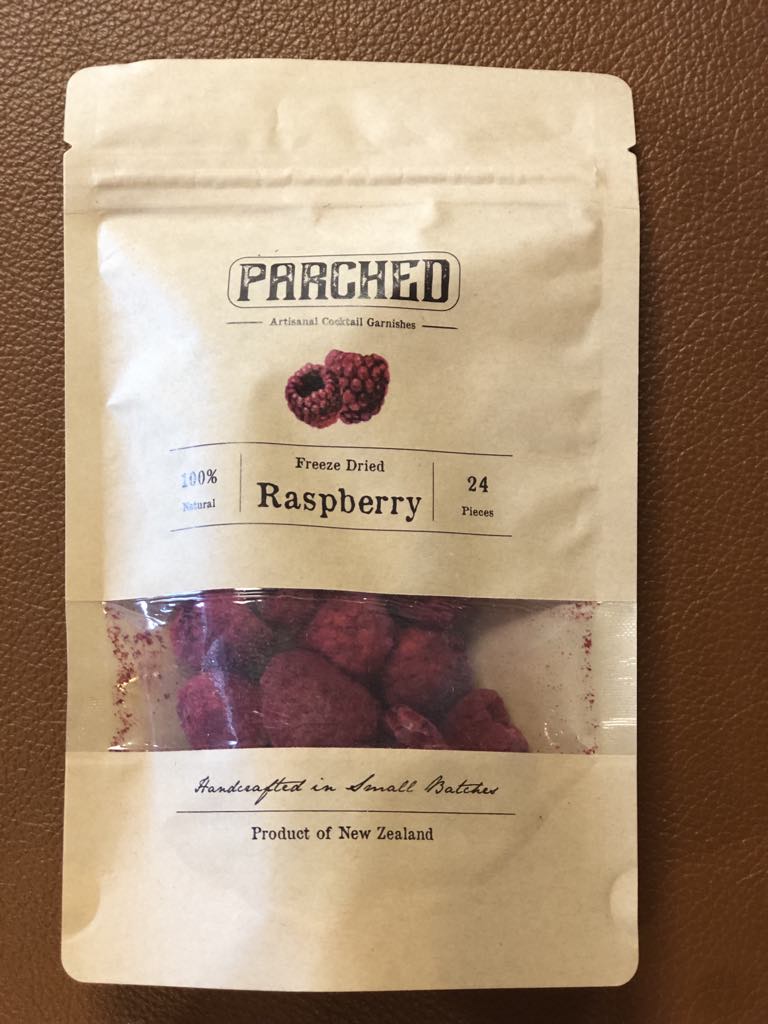 PARCHED
Artisanal Cocktail Garnishes
100%
Natural
Freeze Dried
Raspberry
24
Pieces
Handcrafted in Small Batches
Product of New Zealand